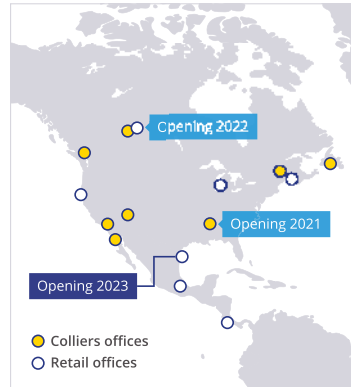 Opening 2022
Opening 2021
Opening 2023
Colliers offices
Retail offices